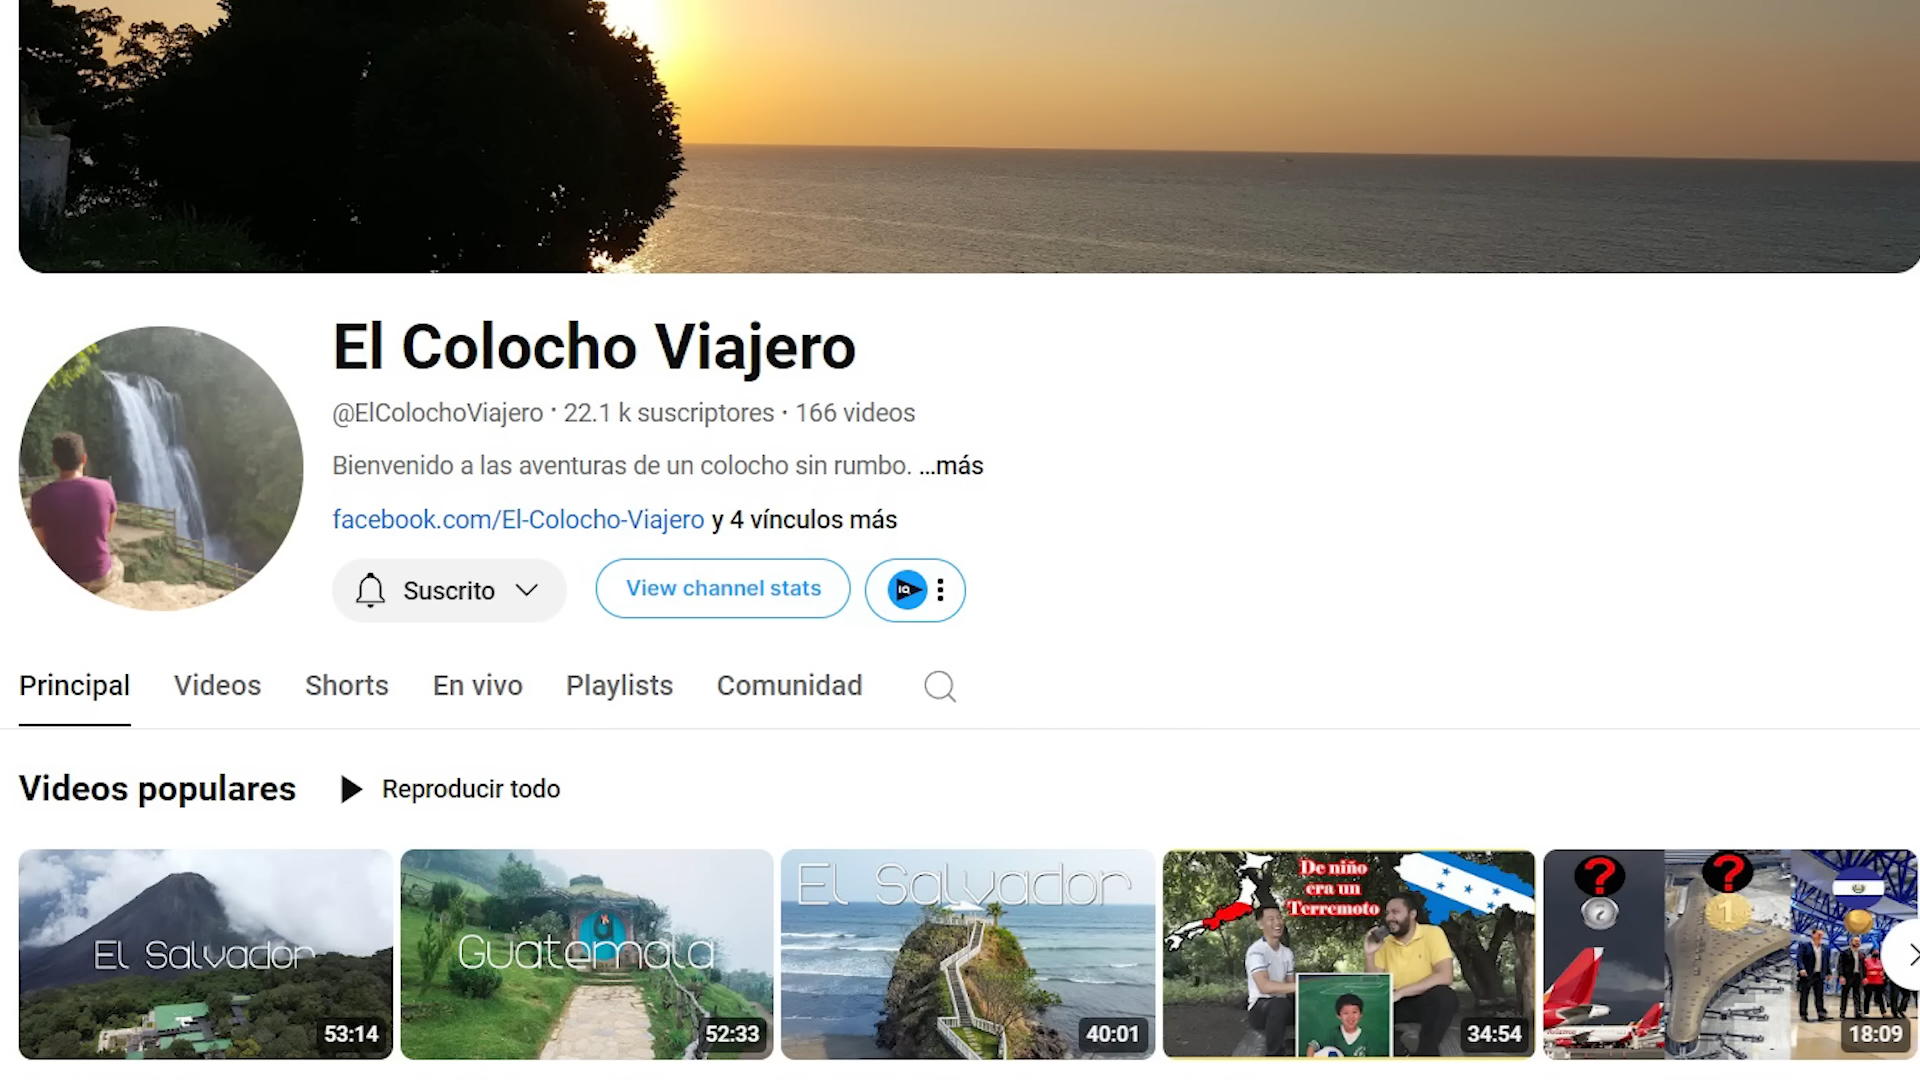 El Colocho Viajero
@ElColochoViajero · 22.1 k suscriptores · 166 videos
Bienvenido a las aventuras de un colocho sin rumbo. ...más
facebook.com/El-Colocho-Viajero y 4 vínculos más
Suscrito
View channel stats
IQ
Principal
Videos
Shorts
En vivo
Playlists
Comunidad
Videos populares
Reproducir todo
El Salvador
53:14
Guatemala
52:33
El Salvador
40:01
De niño
era un
Terremoto
34:54
?
?
2
1
18:09